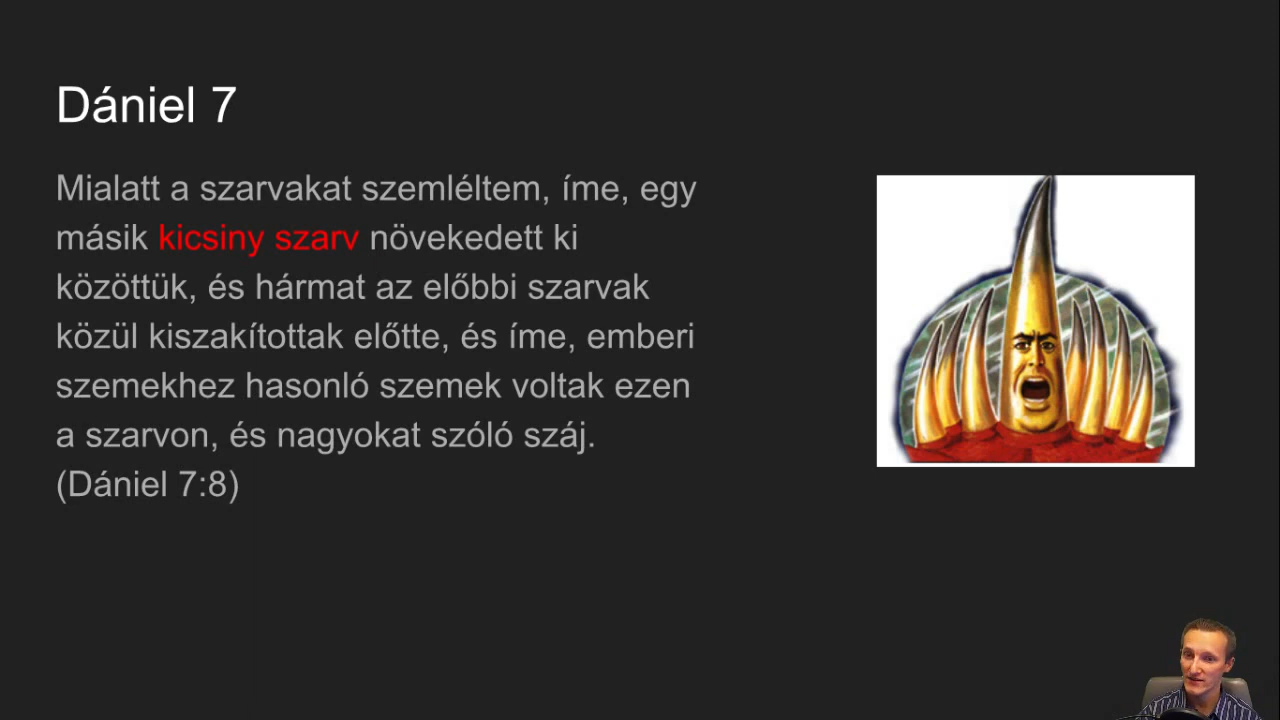 Dániel 7
Mialatt a szarvakat szemléltem, íme, egy
másik kicsiny szarv növekedett ki
közöttük, és hármat az előbbi szarvak
közül kiszakítottak előtte, és íme, emberi
szemekhez hasonló szemek voltak ezen
a szarvon, és nagyokat szóló száj.
(Dániel 7:8)